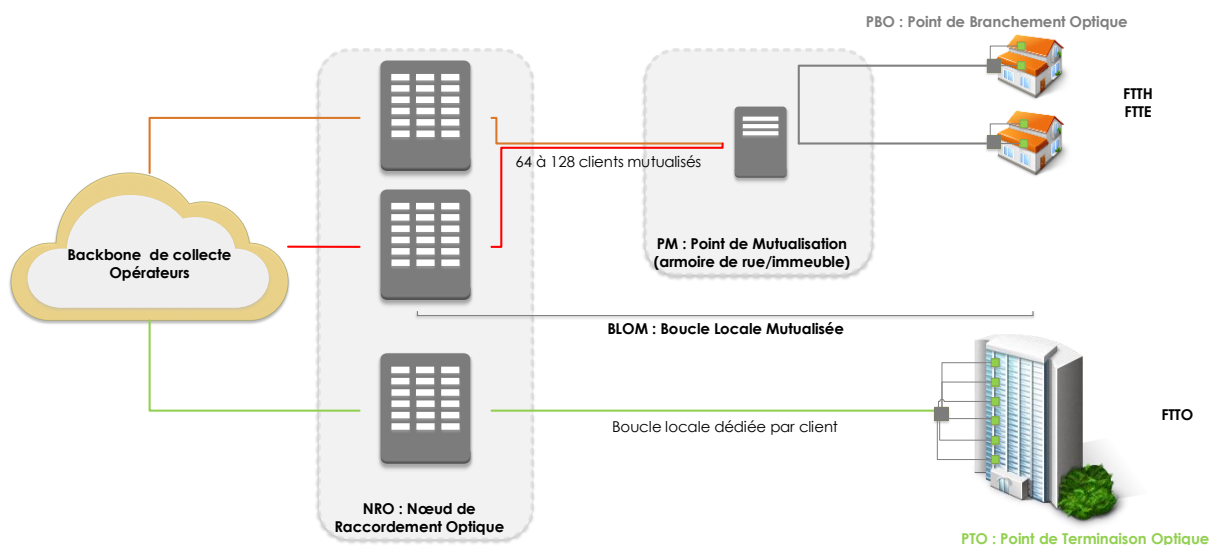 PBO : Point de Branchement Optique
FTTH
FTTE
64 à 128 clients mutualisés
Backbone de collecte
Opérateurs
PM : Point de Mutualisation
(armoire de rue/immeuble)
BLOM : Boucle Locale Mutualisée
FTTO
Boucle locale dédiée par client
NRO : Nœud de
Raccordement Optique
PTO : Point de Terminaison Optique